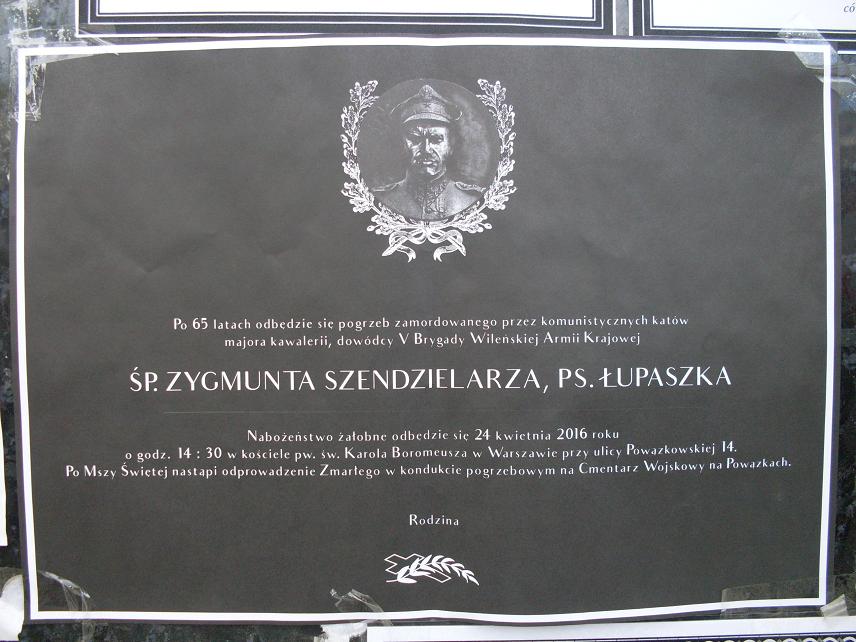 có
Po 65 latach odbędzie się pogrzeb zamordowanego przez komunistycznych katów
majora kawalerii, dowódcy V Brygady Wileńskiej Armii Krajowej
ŚP. ZYGMUNTA SZENDZIELARZA, PS. ŁUPASZKA
Nabożeństwo żałobne odbędzie się 24 kwietnia 2016 roku
o godz. 14 : 30 w kościele pw. św. Karola Boromeusza w Warszawie przy ulicy Powązkowskiej 14.
Po Mszy Świętej nastąpi odprowadzenie Zmarłego w kondukcie pogrzebowym na Cmentarz Wojskowy na Powązkach.
Rodzina